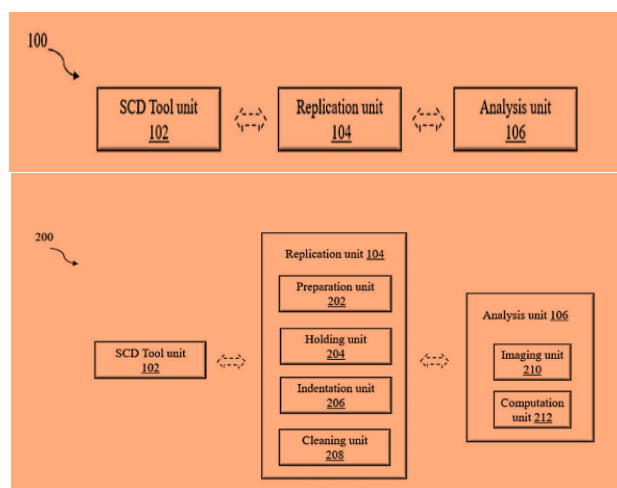 100
SCD Tool unit
102
Replication unit
104
Analysis unit
106
200
SCD Tool unit
102
Replication unit 104
Preparation unit
202
Holding unit
204
Indentation unit
206
Cleaning unit
208
Analysis unit 106
Imaging unit
210
Computation
unit 212